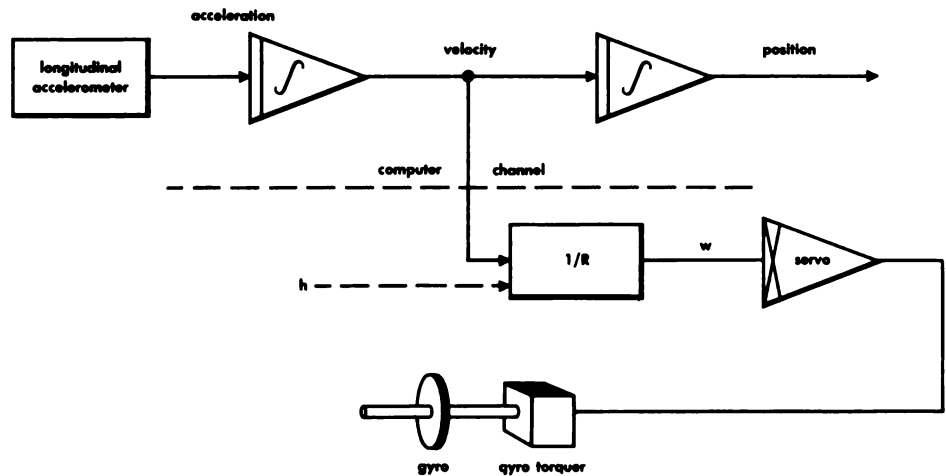 acceleration
longitudinal
accelerometer
∫
velocity
∫
position
computer channel
h
1/R
w
servo
gyro
gyro torquer